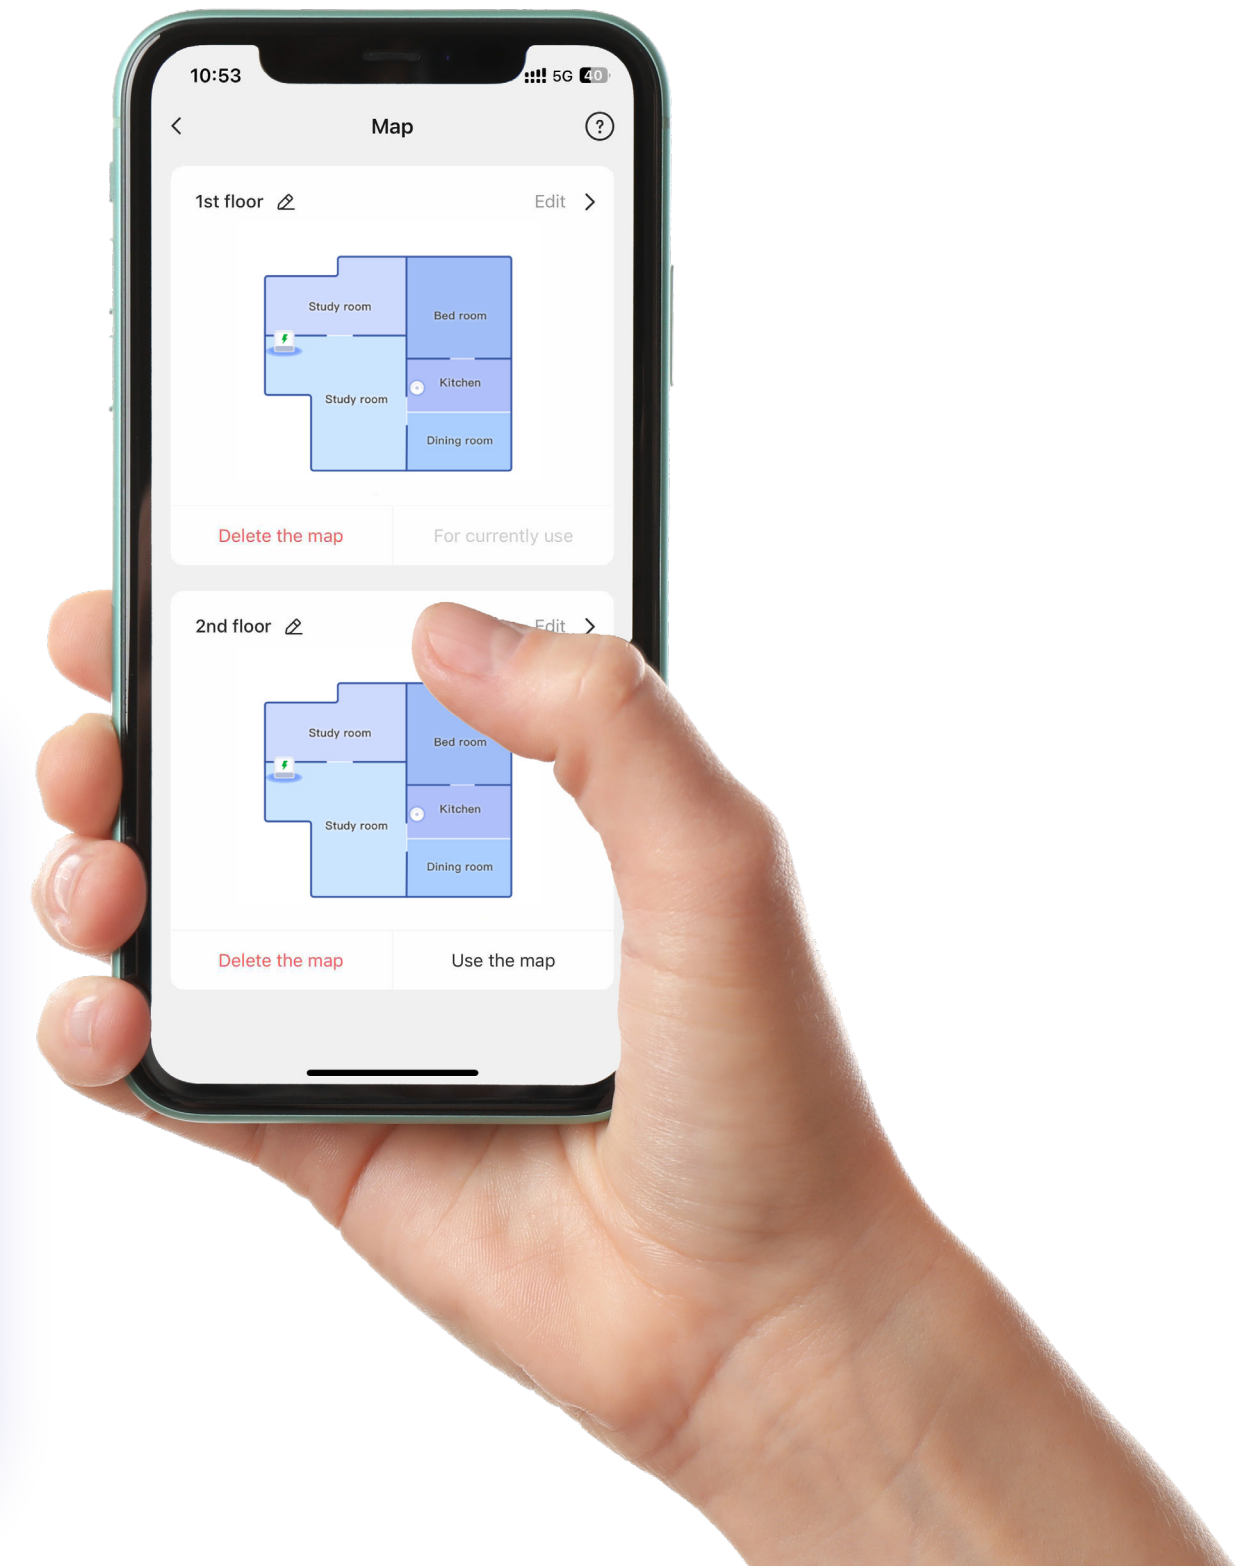 10:53 5G 40
Map
?
1st floor Edit
Study room
Bed room
Kitchen
Study room
Dining room
Delete the map For currently use
2nd floor Edit
Study room
Bed room
Kitchen
Study room
Dining room
Delete the map Use the map